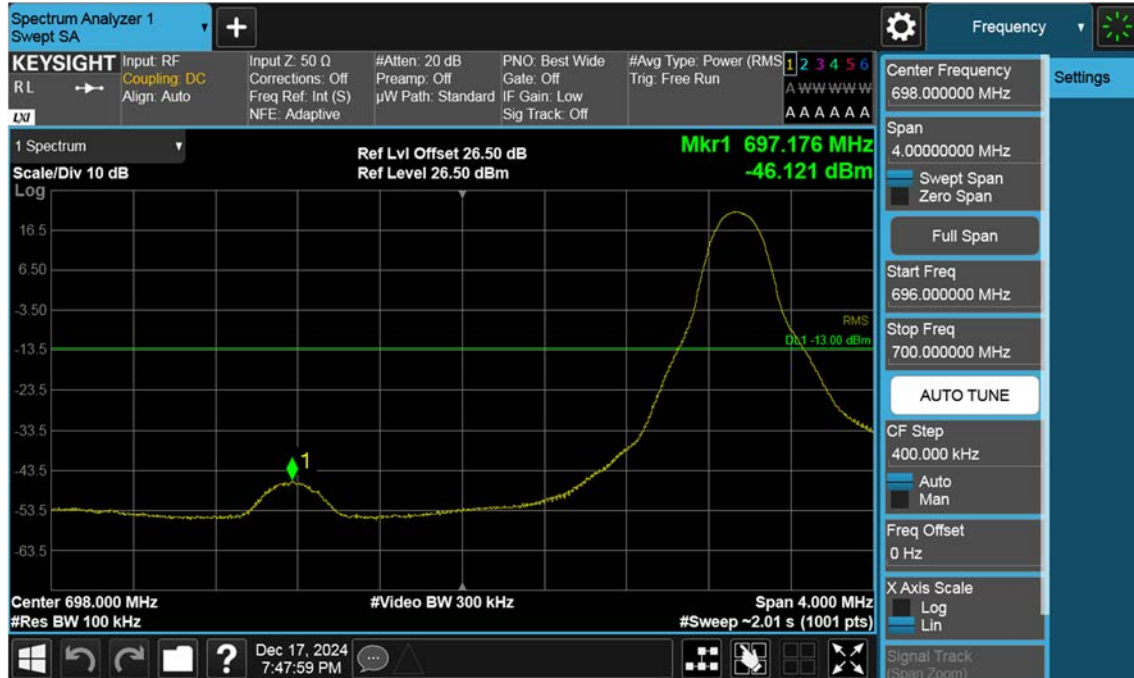 Spectrum Analyzer 1
Swept SA
+
Frequency
KEYSIGHT
R L
LXI
Input: RF
Coupling: DC
Align: Auto
Input Z: 50 Ω
Corrections: Off
Freq Ref: Int (S)
NFE: Adaptive
#Atten: 20 dB
Preamp: Off
µW Path: Standard
PNO: Best Wide
Gate: Off
IF Gain: Low
Sig Track: Off
#Avg Type: Power (RMS
Trig: Free Run
1 2 3 4 5 6
A W W W W W
A A A A A A
1 Spectrum
Scale/Div 10 dB
Ref Lvl Offset 26.50 dB
Ref Level 26.50 dBm
Mkr1 697.176 MHz
-46.121 dBm
Log
16.5
6.50
-3.50
-13.5
-23.5
-33.5
-43.5
-53.5
-63.5
RMS
DL1 -13.00 dBm
1
Center 698.000 MHz
#Res BW 100 kHz
#Video BW 300 kHz
Span 4.000 MHz
#Sweep ~2.01 s (1001 pts)
Center Frequency
698.000000 MHz
Settings
Span
4.00000000 MHz
Swept Span
Zero Span
Full Span
Start Freq
696.000000 MHz
Stop Freq
700.000000 MHz
AUTO TUNE
CF Step
400.000 kHz
Auto
Man
Freq Offset
0 Hz
X Axis Scale
Log
Lin
Signal Track
(Span Zoom)
?
Dec 17, 2024
7:47:59 PM